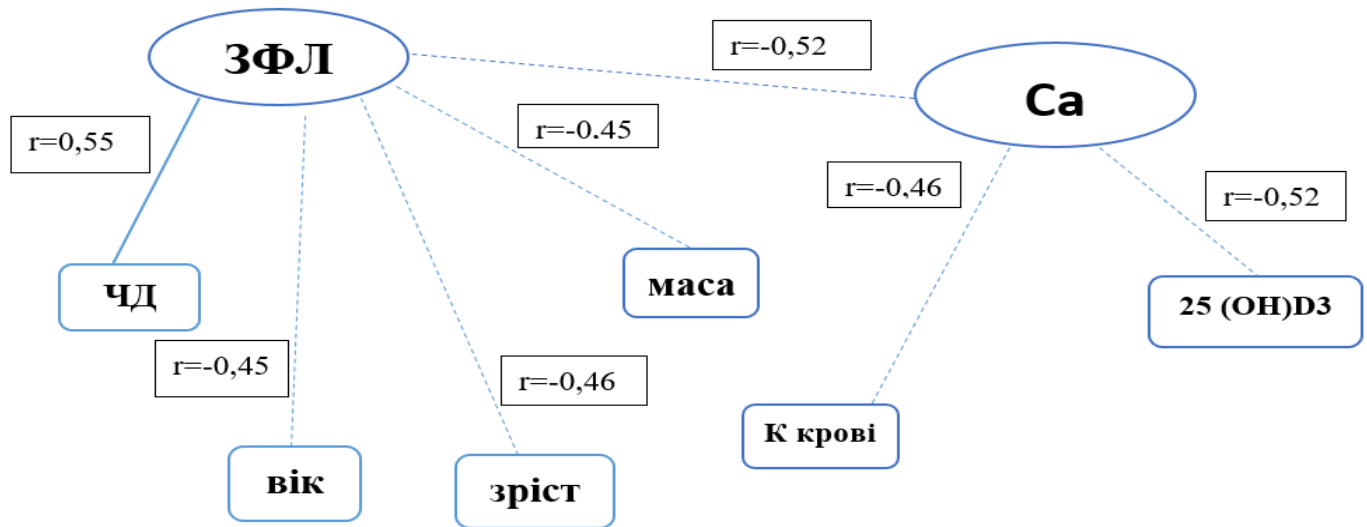 ЗФЛ
r=-0,52
Ca
r=0,55
r=-0.45
r=-0,46
r=-0,52
ЧД
маса
25 (ОН)D3
r=-0,45
r=-0,46
К крові
вік
зріст